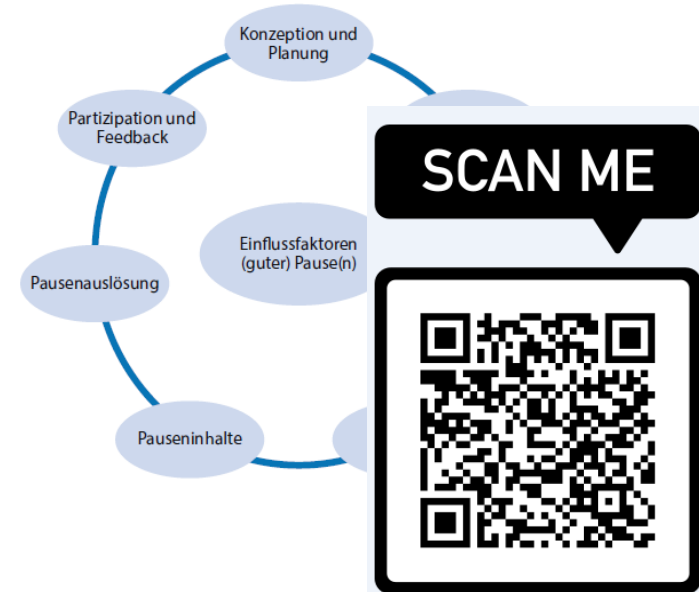 Konzeption und
Planung
Partizipation und
Feedback
SCAN ME
Einflussfaktoren
(guter) Pause(n)
Pausenauslösung
Pauseninhalte